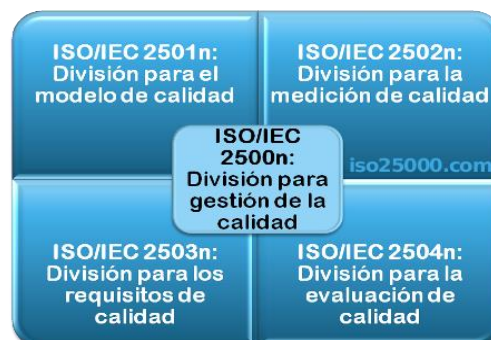 ISO/IEC 2501n:
División para el
modelo de calidad
ISO/IEC 2502n:
División para la
medición de calidad
ISO/IEC
2500n:
División para
gestión de la
calidad
iso25000.com
ISO/IEC 2503n:
División para los
requisitos de
calidad
ISO/IEC 2504n:
División para la
evaluación de
calidad